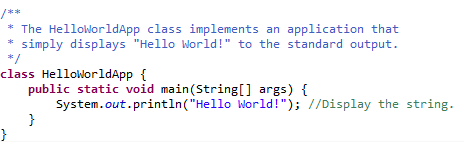 /**
 * The HelloWorldApp class implements an application that
 * simply displays "Hello World!" to the standard output.
 */
class HelloWorldApp {
    public static void main(String[] args) {
        System.out.println("Hello World!"); //Display the string.
    }
}